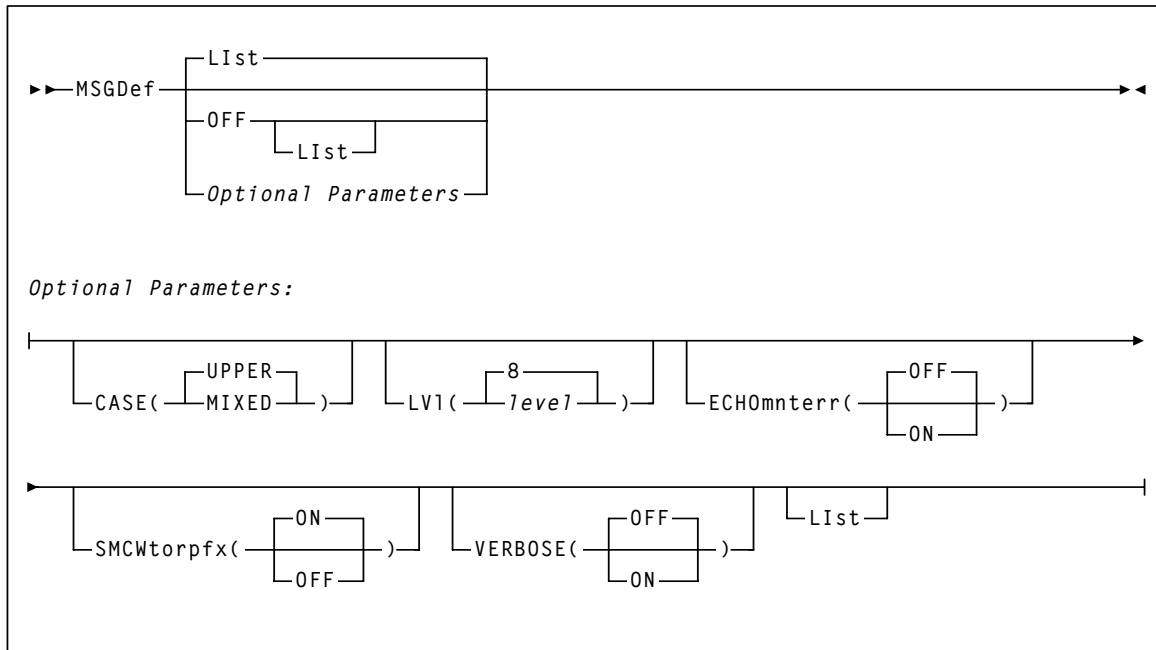 LIst
MSGDef
OFF
LIst
Optional Parameters
Optional Parameters:
UPPER 8 OFF
CASE( MIXED ) LVl( level ) ECHOmnterr( )
ON
ON OFF LIst
SMCWtorpfx( ) VERBOSE( )
OFF ON